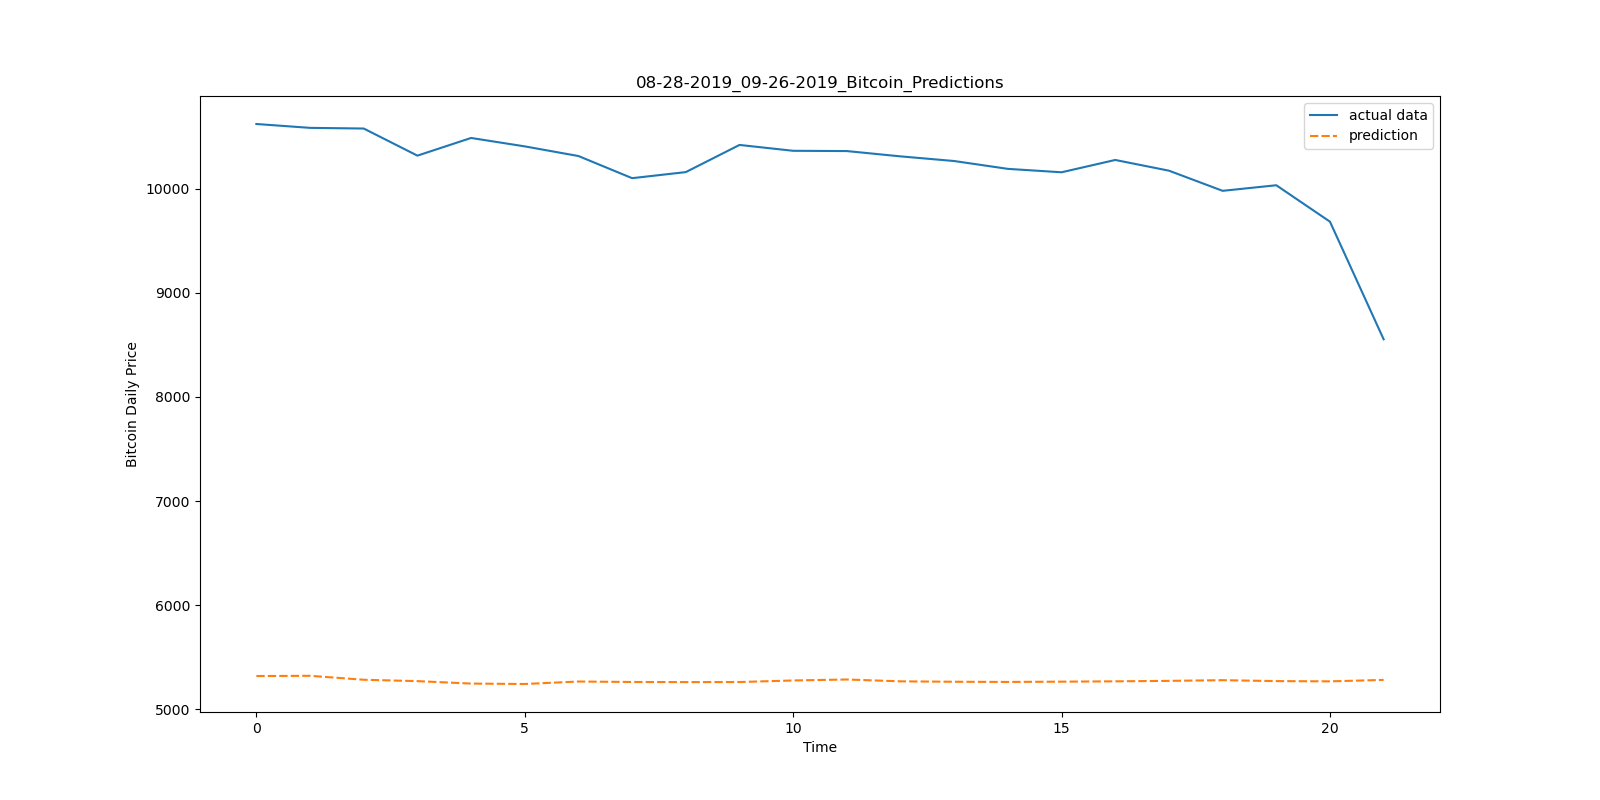 08-28-2019_09-26-2019_Bitcoin_Predictions
actual data
prediction
Bitcoin Daily Price
10000
9000
8000
7000
6000
5000
0 5 10 15 20
Time